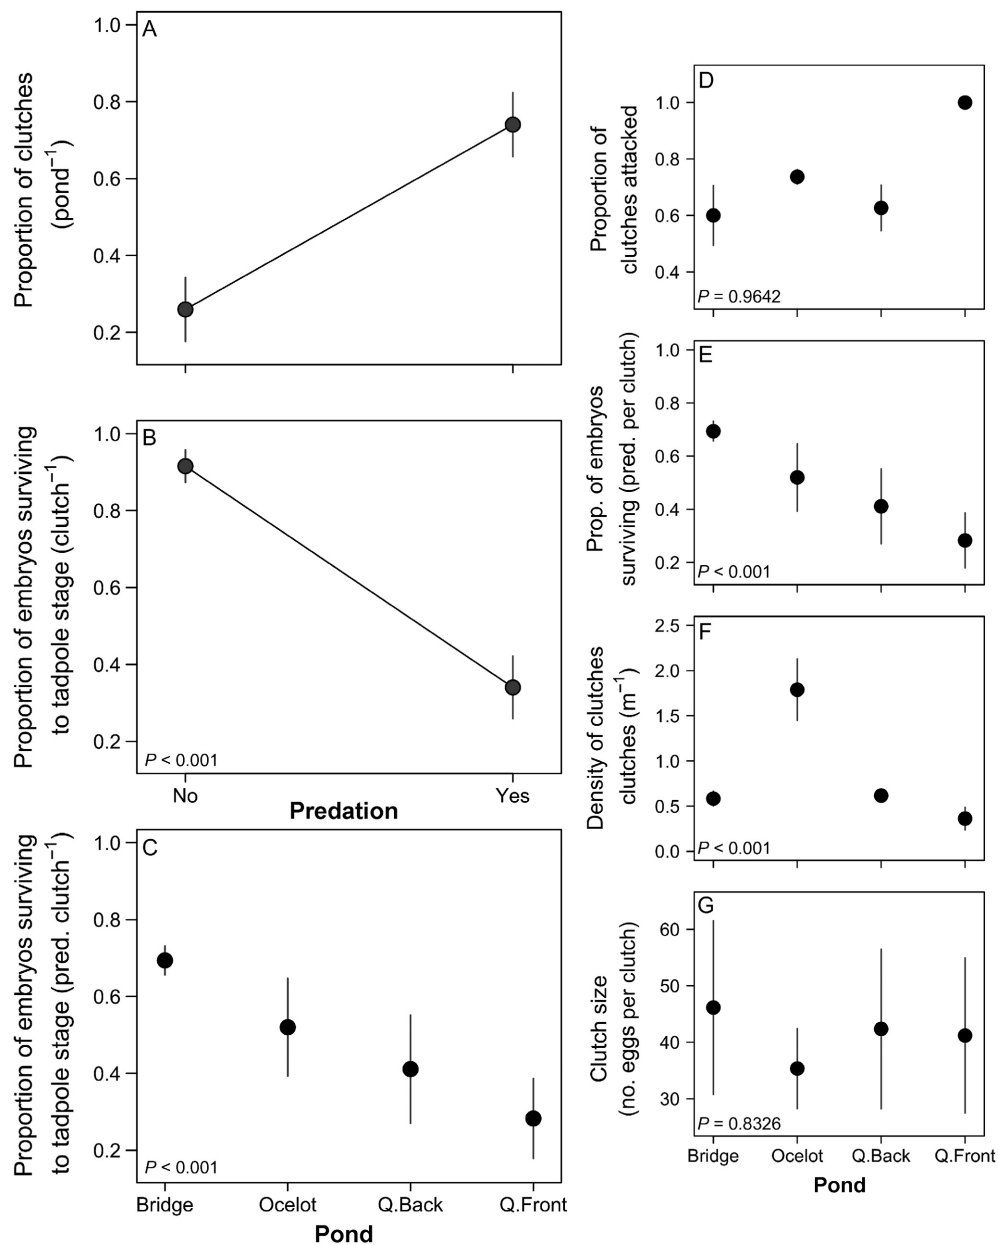 A
Proportion of clutches
(pond⁻¹)
1.0
0.8
0.6
0.4
0.2
B
Proportion of embryos surviving
to tadpole stage (clutch⁻¹)
1.0
0.8
0.6
0.4
0.2
P < 0.001
No
Yes
Predation
C
Proportion of embryos surviving
to tadpole stage (pred. clutch⁻¹)
1.0
0.8
0.6
0.4
0.2
P < 0.001
Bridge
Ocelot
Q.Back
Q.Front
Pond
D
Proportion of
clutches attacked
1.0
0.8
0.6
0.4
P = 0.9642
E
Prop. of embryos
surviving (pred. per clutch)
1.0
0.8
0.6
0.4
0.2
P < 0.001
F
Density of clutches
clutches (m⁻¹)
2.5
2.0
1.5
1.0
0.5
0.0
P < 0.001
G
Clutch size
(no. eggs per clutch)
60
50
40
30
P = 0.8326
Bridge
Ocelot
Q.Back
Q.Front
Pond